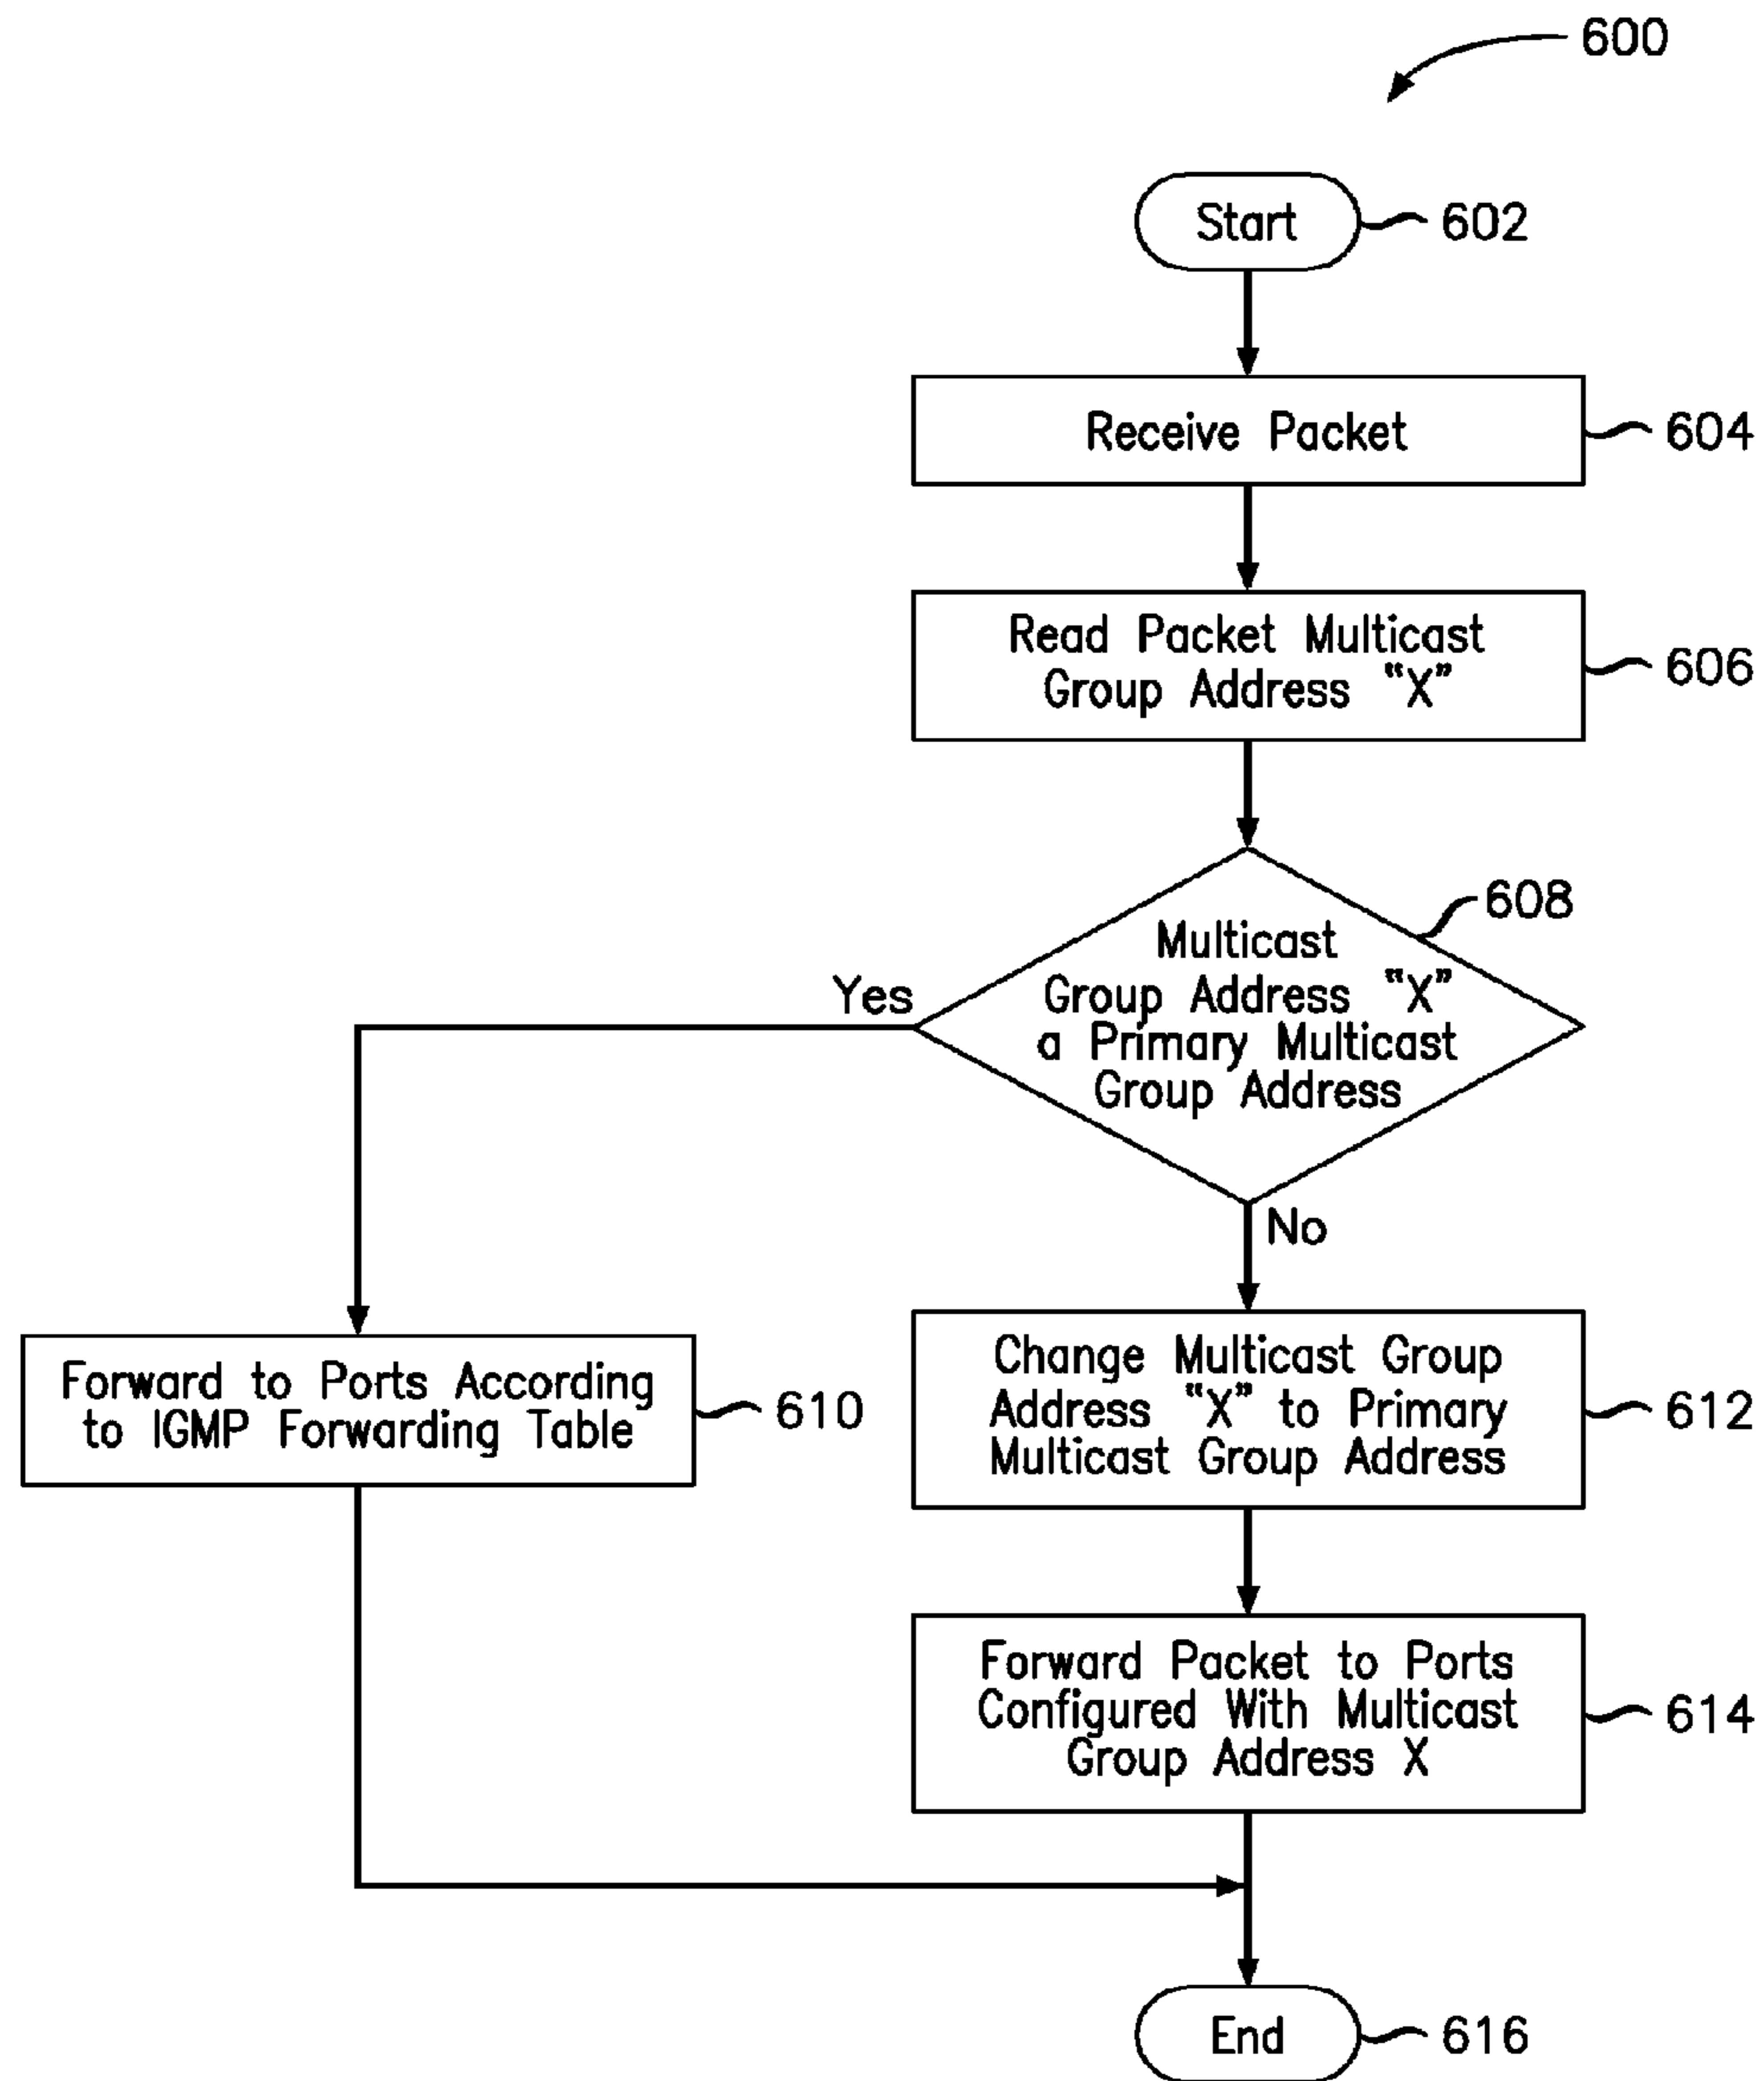 600
Start
602
Receive Packet
604
Read Packet Multicast
Group Address "X"
606
608
Multicast
Group Address "X"
a Primary Multicast
Group Address
Yes
No
Forward to Ports According
to IGMP Forwarding Table
610
Change Multicast Group
Address "X" to Primary
Multicast Group Address
612
Forward Packet to Ports
Configured With Multicast
Group Address X
614
End
616